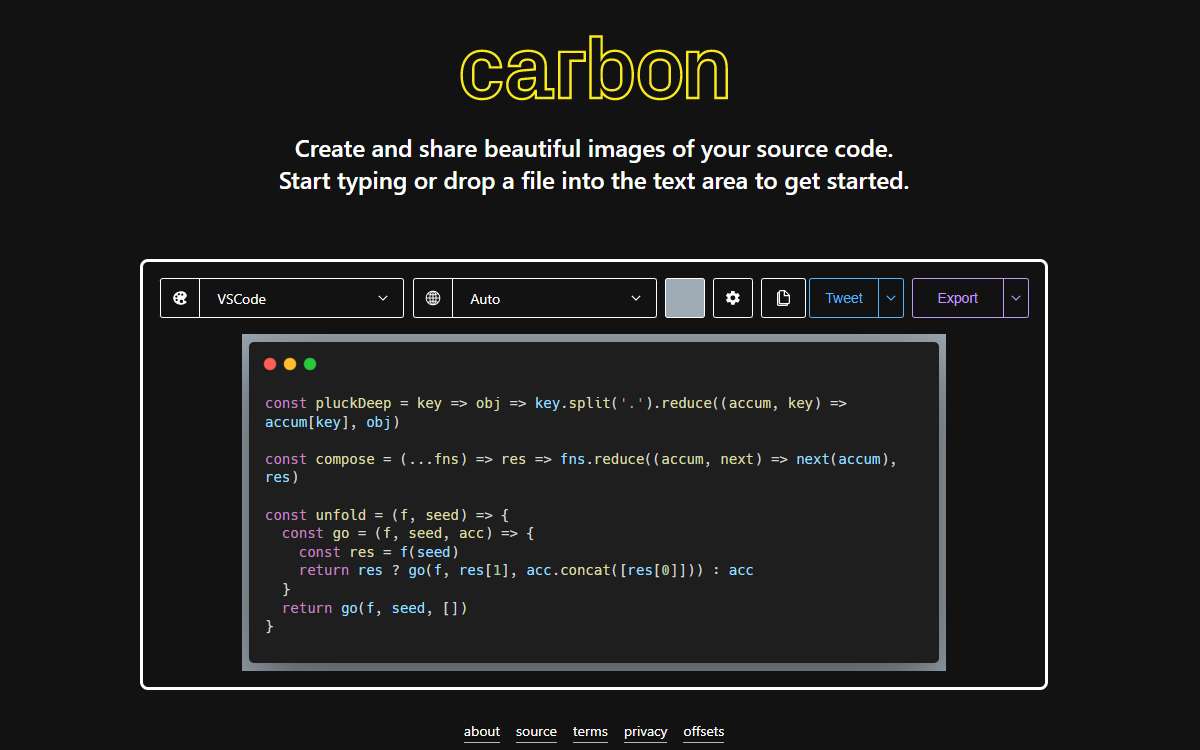 carbon
Create and share beautiful images of your source code.
Start typing or drop a file into the text area to get started.
VSCode Auto Tweet Export
const pluckDeep = key => obj => key.split('.').reduce((accum, key) =>
accum[key], obj)
const compose = (...fns) => res => fns.reduce((accum, next) => next(accum),
res)
const unfold = (f, seed) => {
  const go = (f, seed, acc) => {
    const res = f(seed)
    return res ? go(f, res[1], acc.concat([res[0]])) : acc
  }
  return go(f, seed, [])
}
about source terms privacy offsets